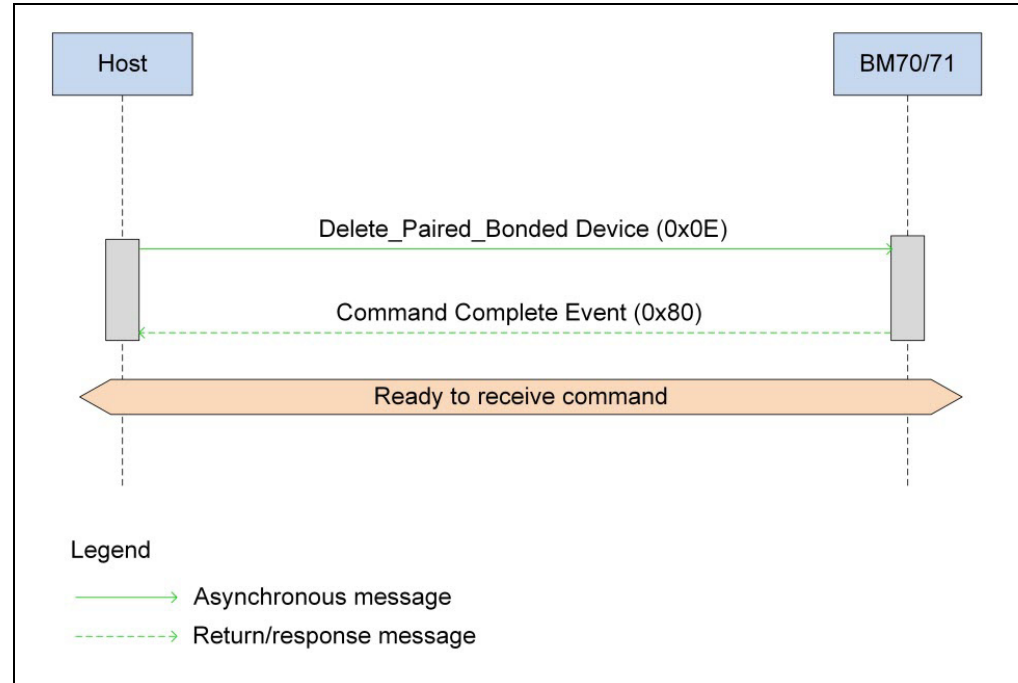 Host
BM70/71
Delete_Paired_Bonded Device (0x0E)
Command Complete Event (0x80)
Ready to receive command
Legend
Asynchronous message
Return/response message